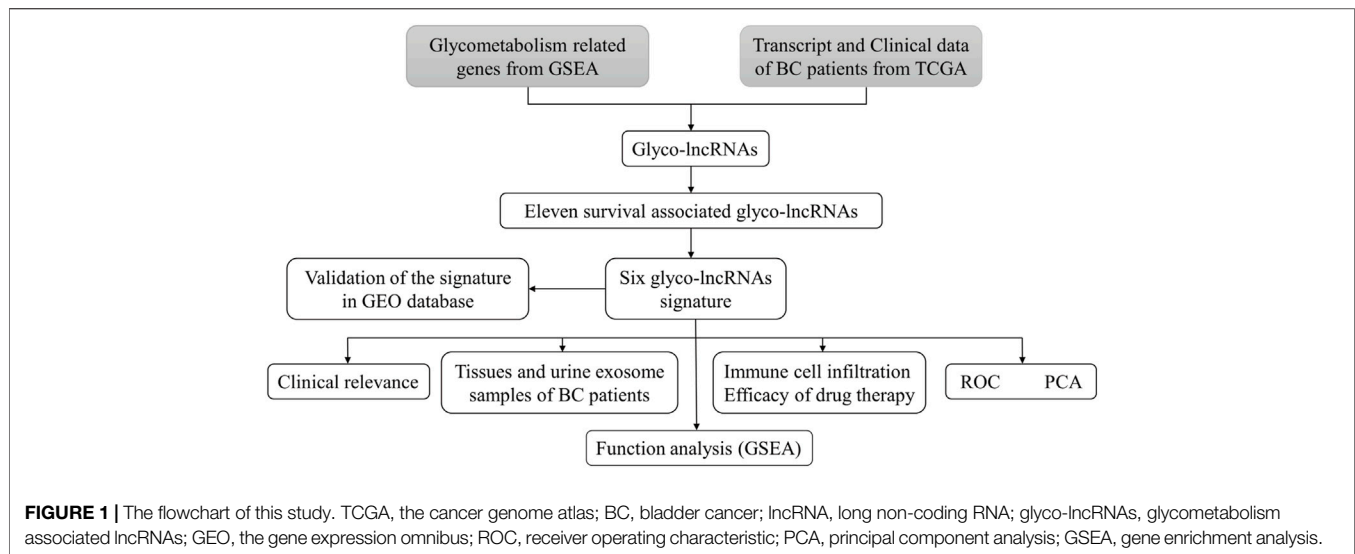 Glycometabolism related
genes from GSEA
Transcript and Clinical data
of BC patients from TCGA
Glyco-lncRNAs
Eleven survival associated glyco-lncRNAs
Validation of the signature
in GEO database
Six glyco-lncRNAs
signature
Clinical relevance
Tissues and urine exosome
samples of BC patients
Immune cell infiltration
Efficacy of drug therapy
ROC PCA
Function analysis (GSEA)
FIGURE 1 | The flowchart of this study. TCGA, the cancer genome atlas; BC, bladder cancer; lncRNA, long non-coding RNA; glyco-lncRNAs, glycometabolism
associated lncRNAs; GEO, the gene expression omnibus; ROC, receiver operating characteristic; PCA, principal component analysis; GSEA, gene enrichment analysis.